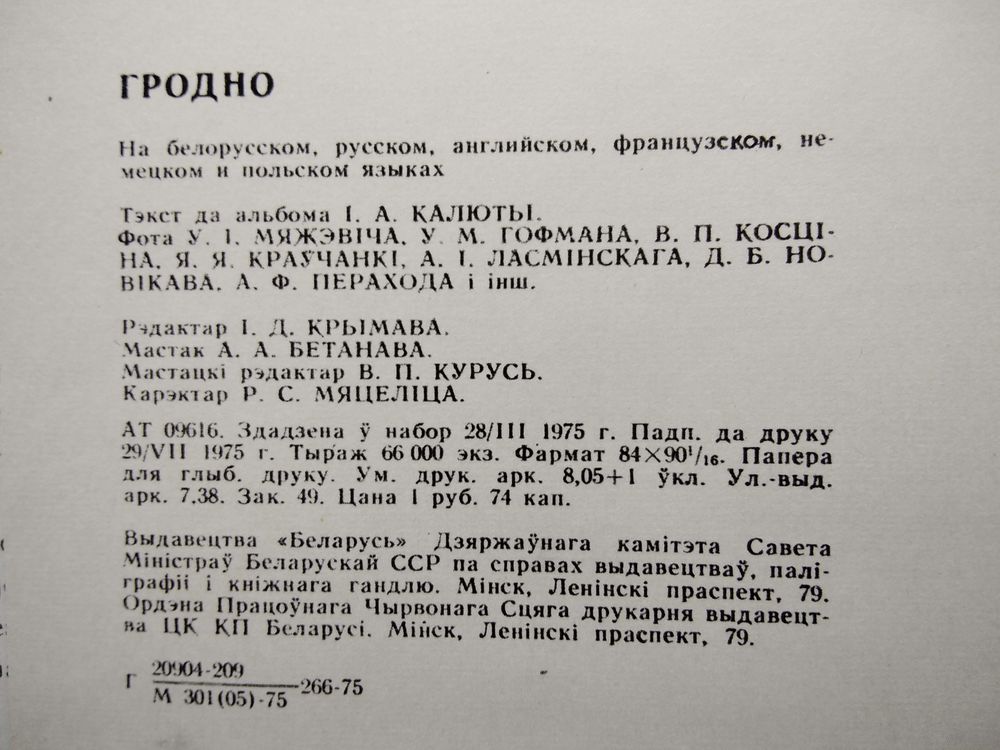 ГРОДНО
На белорусском, русском, английском, французском, не-
мецком и польском языках
Тэкст да альбома І. А. КАЛЮТЫ.
Фота У. І. МЯЖЭВІЧА, У. М. ГОФМАНА, В. П. КОСЦІ-
НА, Я. Я. КРАЎЧАНКІ, А. І. ЛАСМІНСКАГА, Д. Б. НО-
ВІКАВА, А. Ф. ПЕРАХОДА і інш.
Рэдактар І. Д. КРЫМАВА.
Мастак А. А. БЕТАНАВА.
Мастацкі рэдактар В. П. КУРУСЬ.
Карэктар Р. С. МЯЦЕЛІЦА.
АТ 09616. Здадзена ў набор 28/III 1975 г. Падп. да друку
29/VII 1975 г. Тыраж 66 000 экз. Фармат 84×90¹/₁₆. Папера
для глыб. друку. Ум. друк. арк. 8,05+1 ўкл. Ул.-выд.
арк. 7,38. Зак. 49. Цана 1 руб. 74 кап.
Выдавецтва «Беларусь» Дзяржаўнага камітэта Савета
Міністраў Беларускай ССР па справах выдавецтваў, палі-
графіі і кніжнага гандлю. Мінск, Ленінскі праспект, 79.
Ордэна Працоўнага Чырвонага Сцяга друкарня выдавецт-
ва ЦК КП Беларусі. Мінск, Ленінскі праспект, 79.
Г 20904-209
М 301(05)-75 266-75